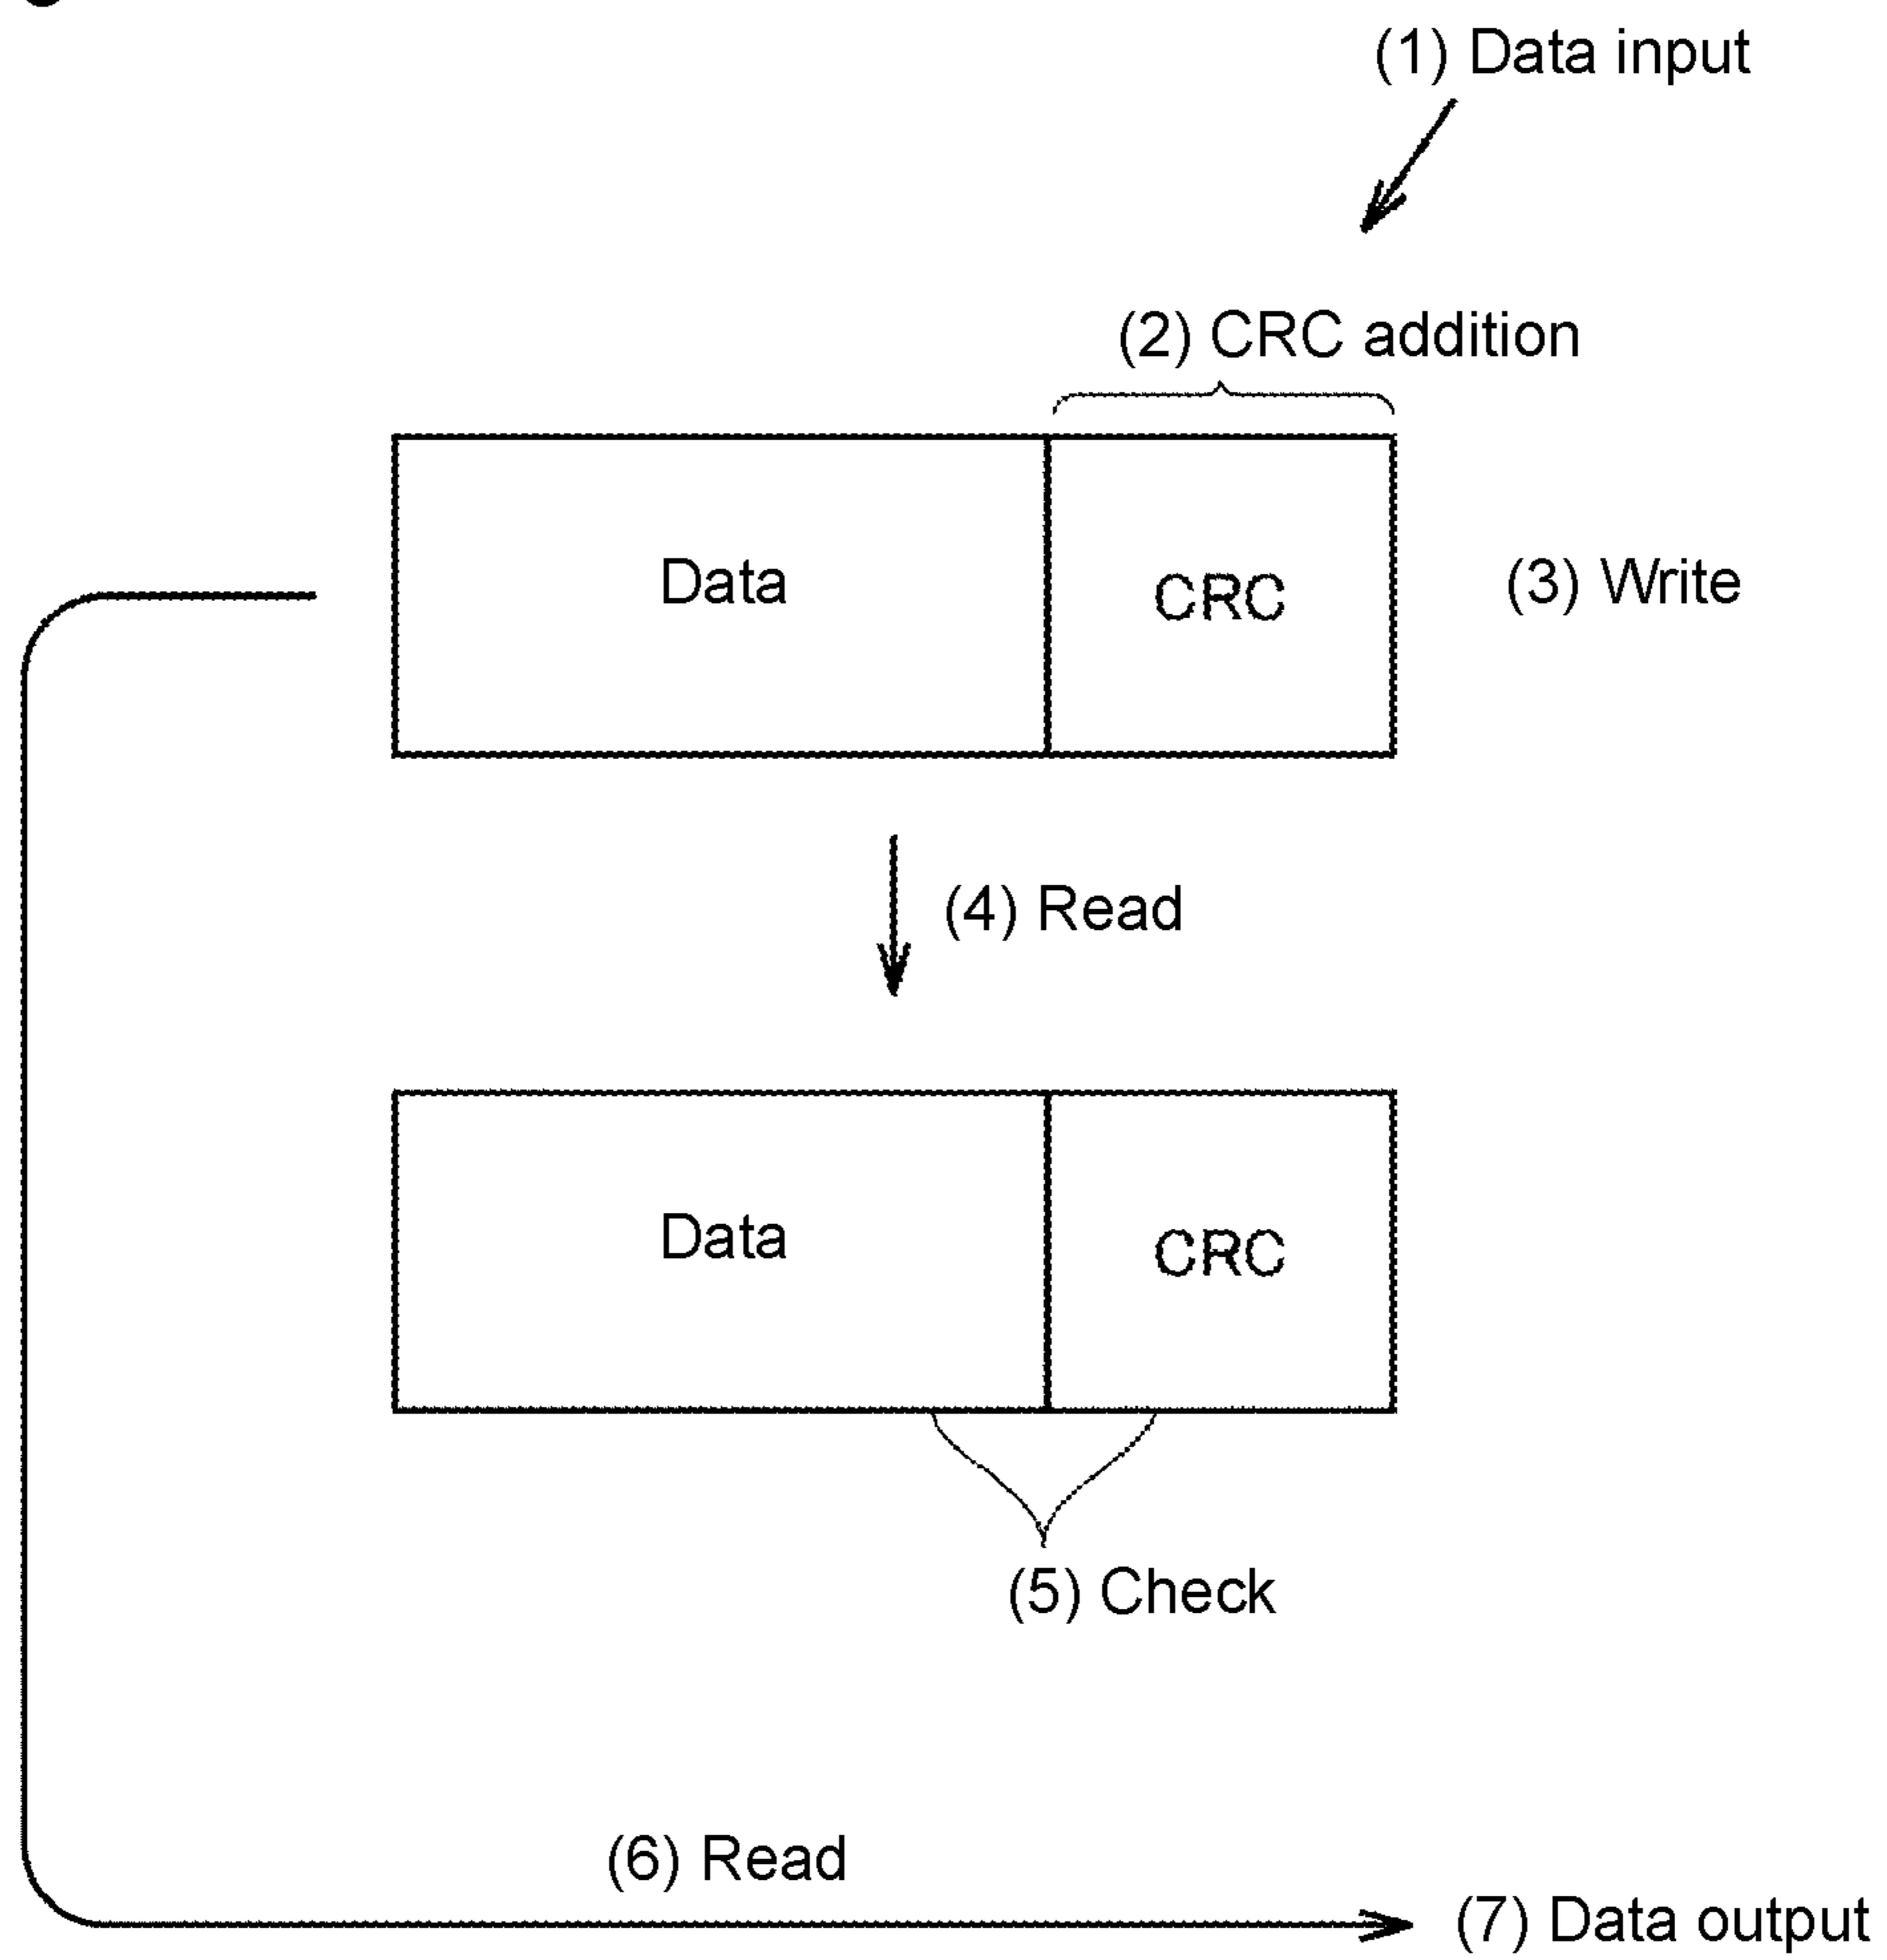 (1) Data input
(2) CRC addition
Data
CRC
(3) Write
(4) Read
Data
CRC
(5) Check
(6) Read
(7) Data output